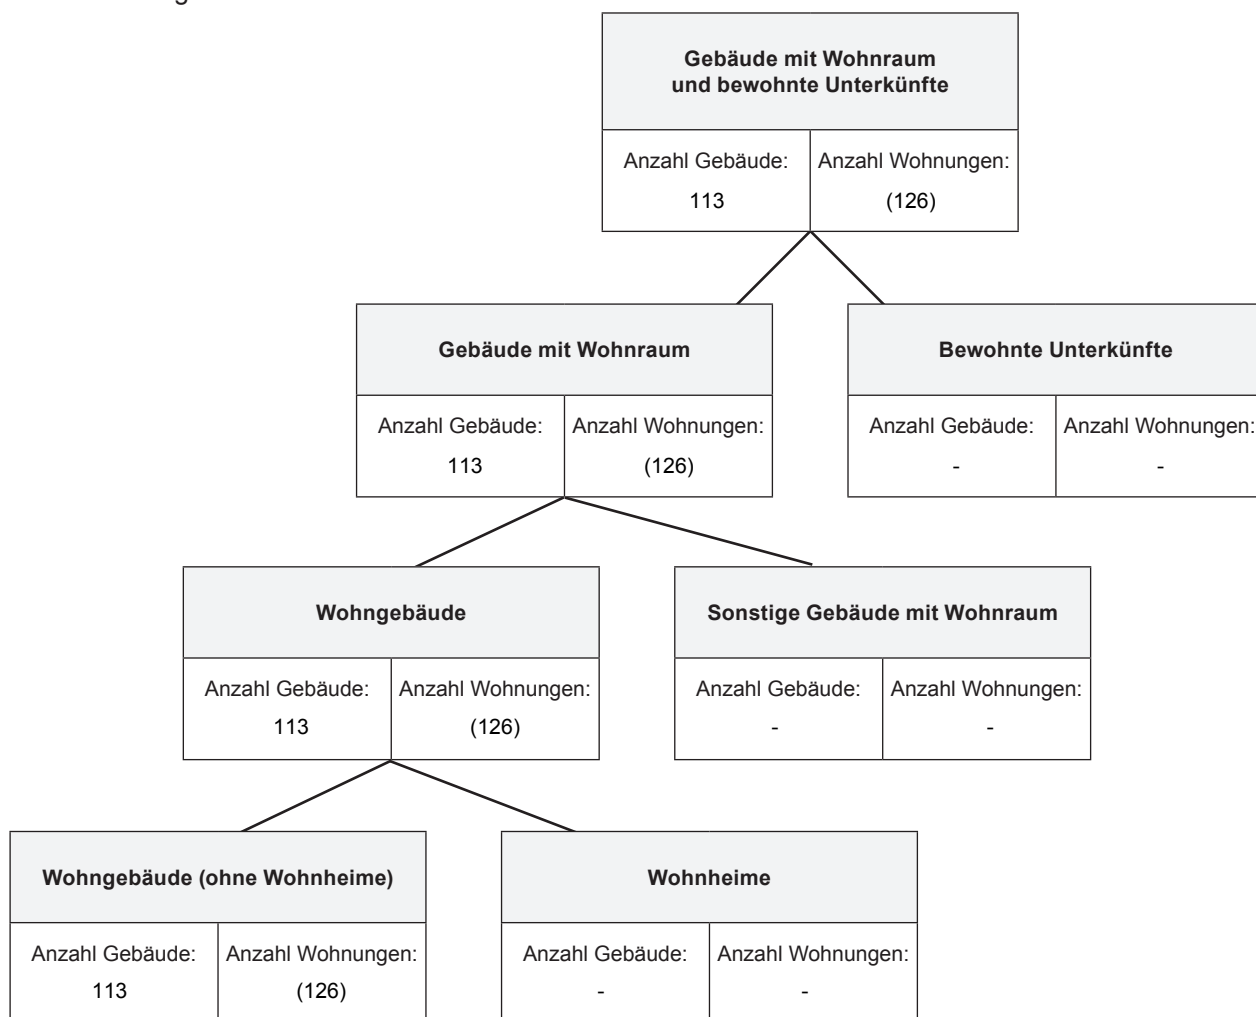 Gebäude mit Wohnraum
und bewohnte Unterkünfte
Anzahl Gebäude: Anzahl Wohnungen:
113 (126)
Gebäude mit Wohnraum Bewohnte Unterkünfte
Anzahl Gebäude: Anzahl Wohnungen: Anzahl Gebäude: Anzahl Wohnungen:
113 (126) - -
Wohngebäude Sonstige Gebäude mit Wohnraum
Anzahl Gebäude: Anzahl Wohnungen: Anzahl Gebäude: Anzahl Wohnungen:
113 (126) - -
Wohngebäude (ohne Wohnheime) Wohnheime
Anzahl Gebäude: Anzahl Wohnungen: Anzahl Gebäude: Anzahl Wohnungen:
113 (126) - -